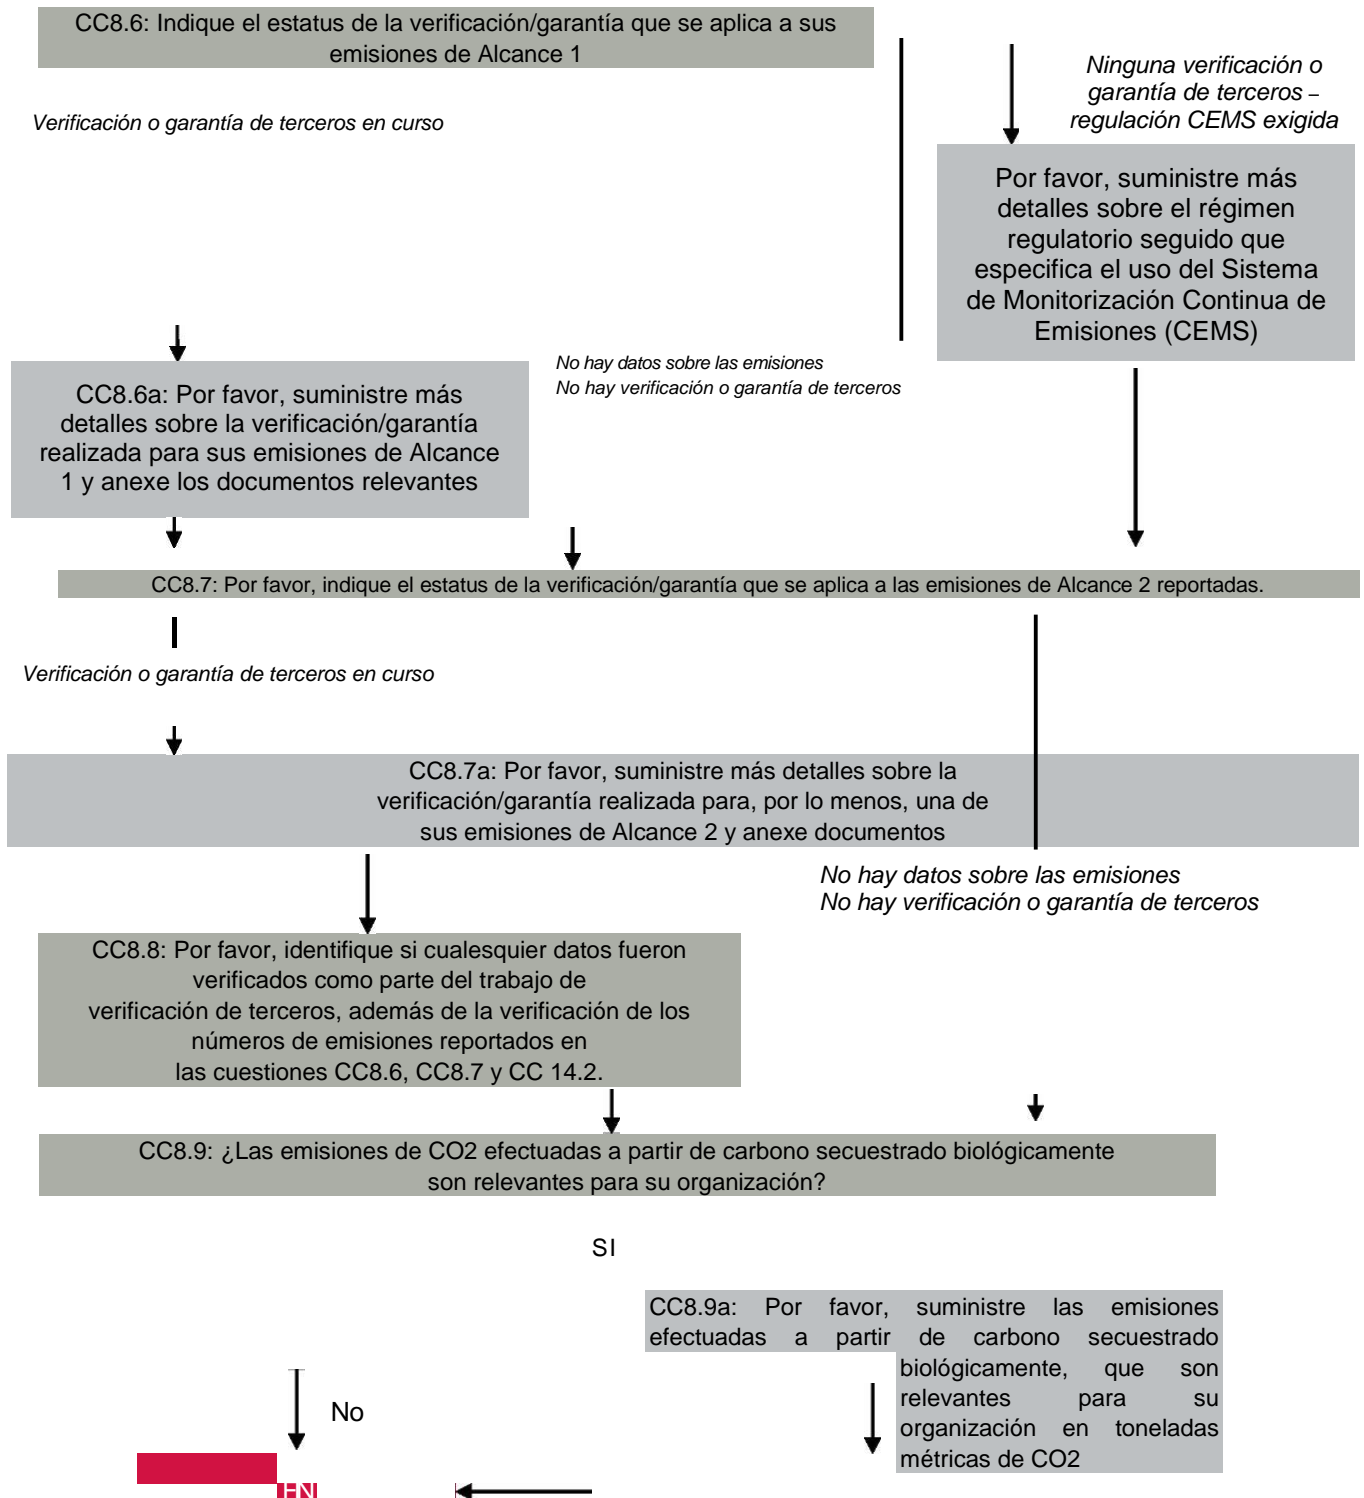 CC8.6: Indique el estatus de la verificación/garantía que se aplica a sus
emisiones de Alcance 1
Ninguna verificación o
garantía de terceros –
regulación CEMS exigida
Verificación o garantía de terceros en curso
Por favor, suministre más
detalles sobre el régimen
regulatorio seguido que
especifica el uso del Sistema
de Monitorización Continua de
Emisiones (CEMS)
No hay datos sobre las emisiones
No hay verificación o garantía de terceros
CC8.6a: Por favor, suministre más
detalles sobre la verificación/garantía
realizada para sus emisiones de Alcance
1 y anexe los documentos relevantes
CC8.7: Por favor, indique el estatus de la verificación/garantía que se aplica a las emisiones de Alcance 2 reportadas.
Verificación o garantía de terceros en curso
CC8.7a: Por favor, suministre más detalles sobre la
verificación/garantía realizada para, por lo menos, una de
sus emisiones de Alcance 2 y anexe documentos
No hay datos sobre las emisiones
No hay verificación o garantía de terceros
CC8.8: Por favor, identifique si cualesquier datos fueron
verificados como parte del trabajo de
verificación de terceros, además de la verificación de los
números de emisiones reportados en
las cuestiones CC8.6, CC8.7 y CC 14.2.
CC8.9: ¿Las emisiones de CO2 efectuadas a partir de carbono secuestrado biológicamente
son relevantes para su organización?
SI
CC8.9a: Por favor, suministre las emisiones
efectuadas a partir de carbono secuestrado
biológicamente, que son
relevantes para su
organización en toneladas
métricas de CO2
No